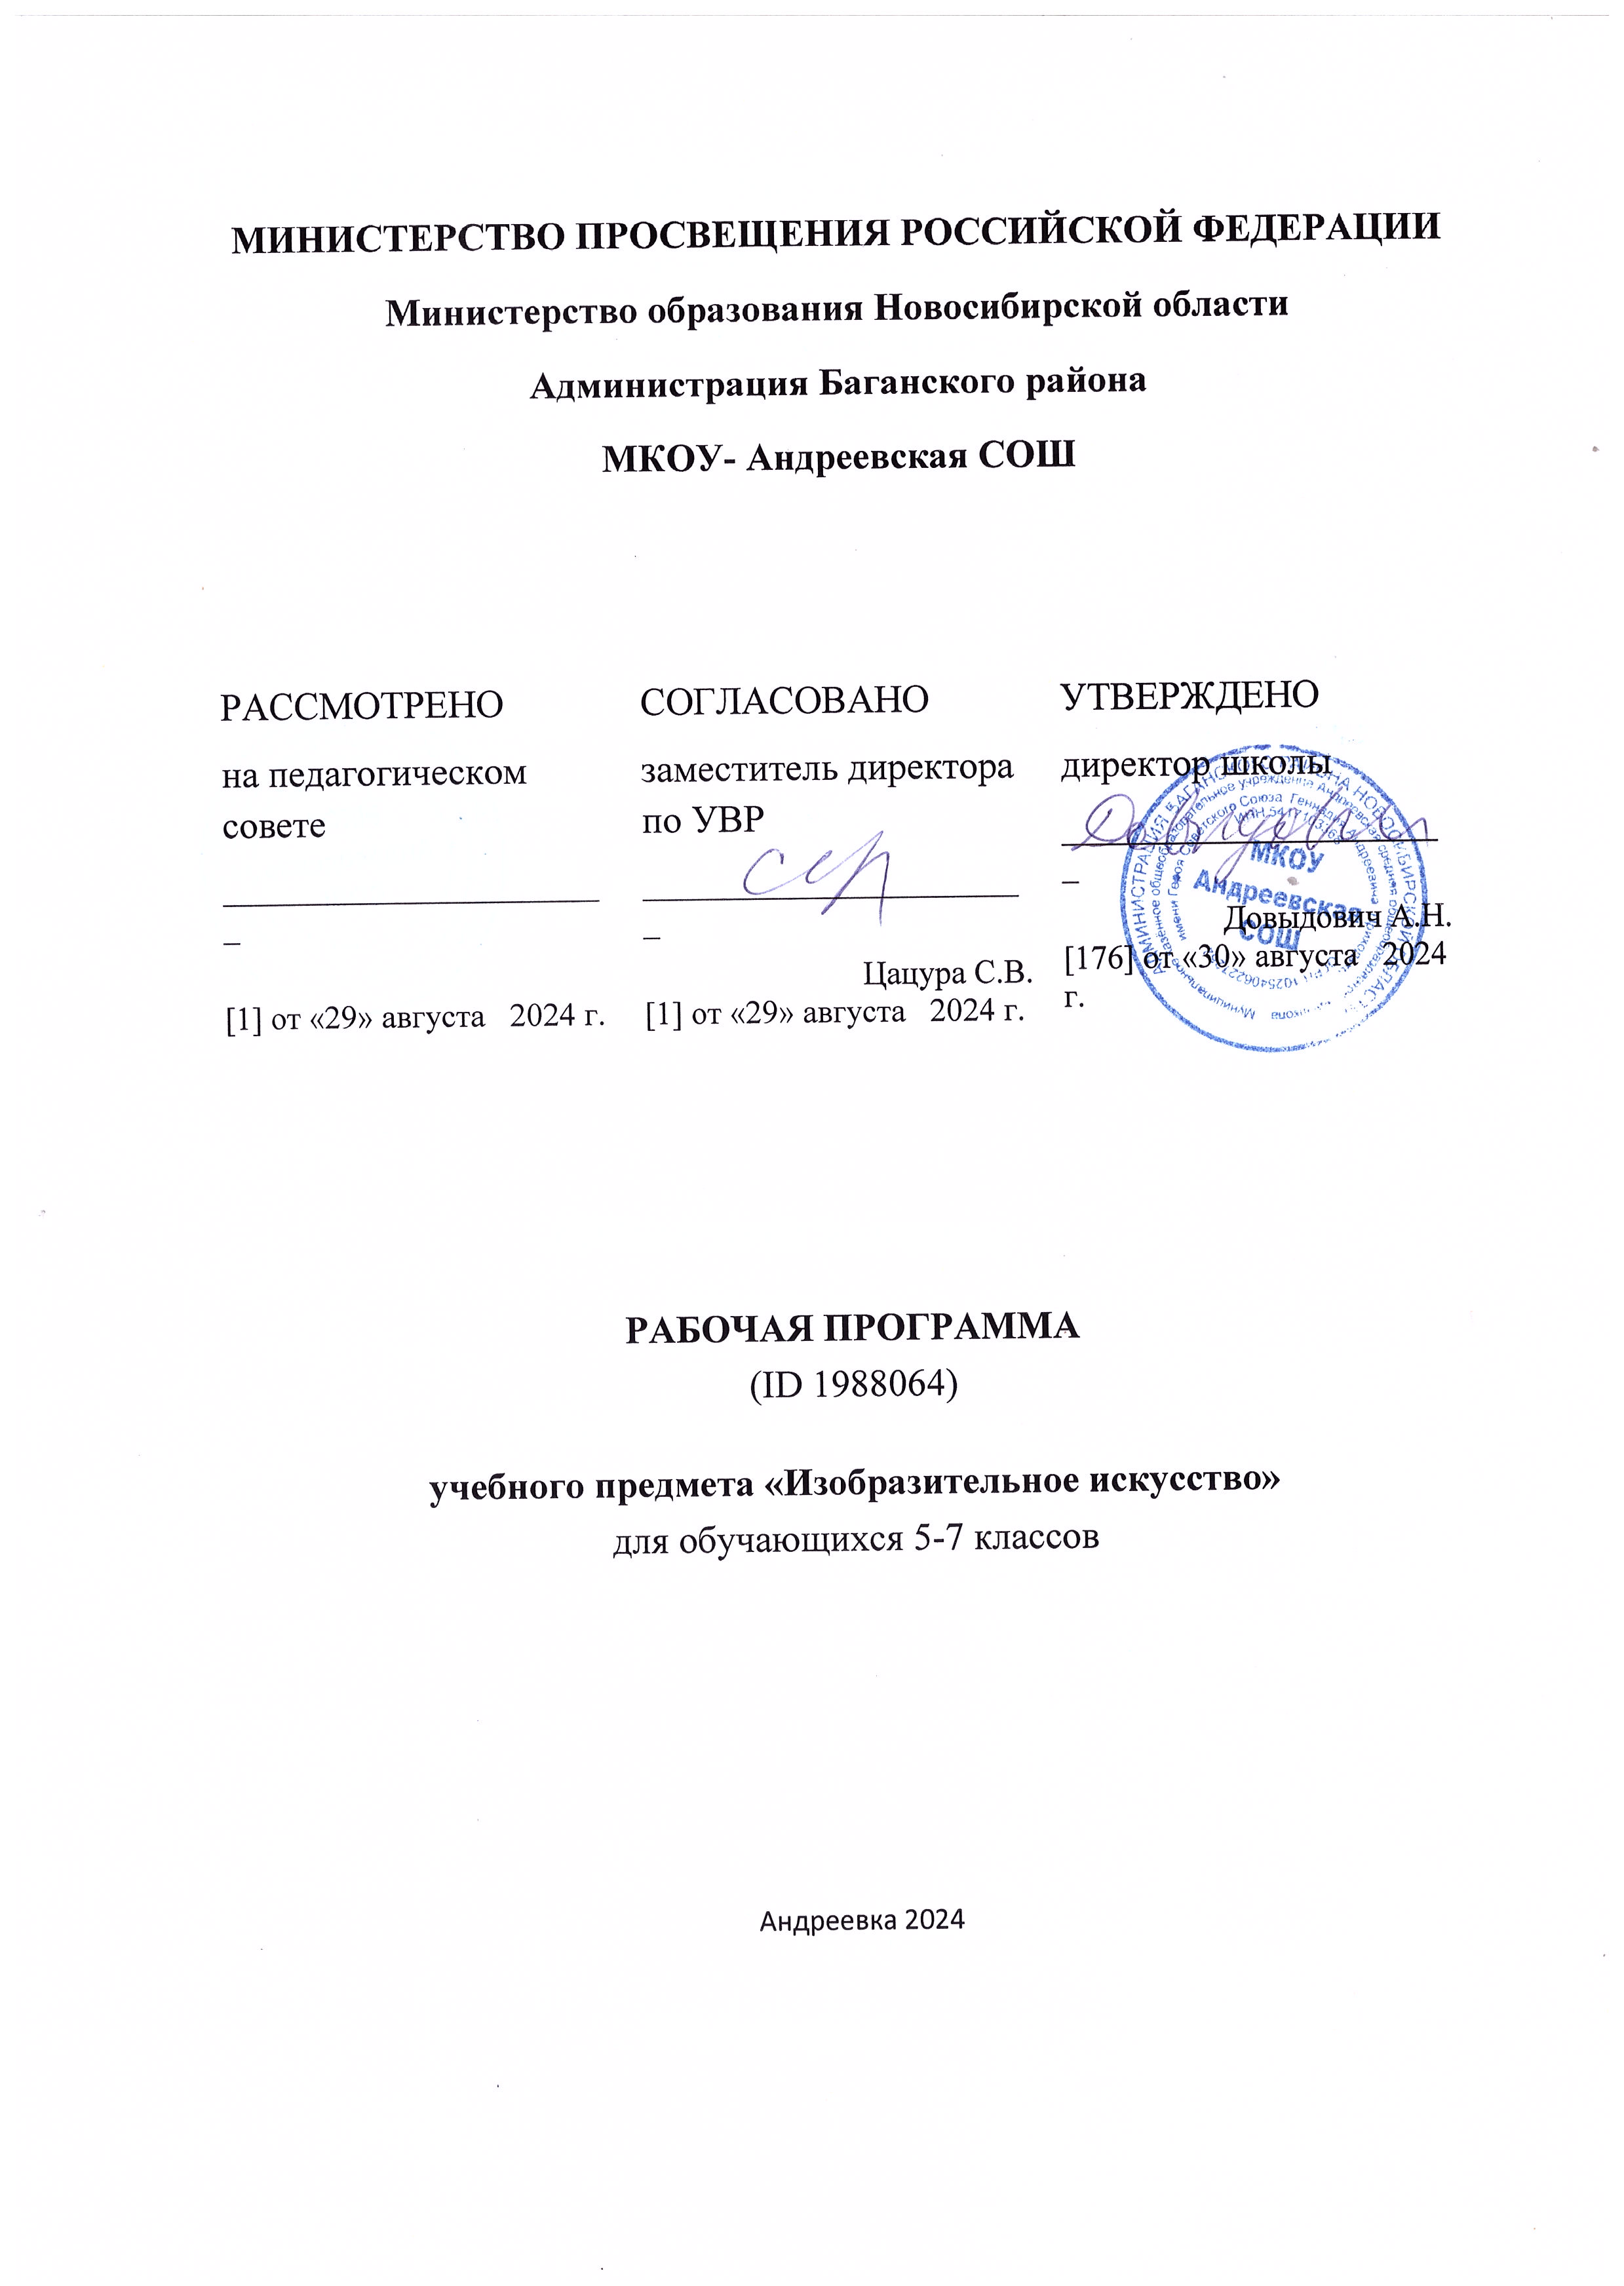 МИНИСТЕРСТВО ПРОСВЕЩЕНИЯ РОССИЙСКОЙ ФЕДЕРАЦИИ
Министерство образования Новосибирской области
Администрация Баганского района
МКОУ- Андреевская СОШ
РАССМОТРЕНО
на педагогическом
совете
_
[1] от «29» августа 2024 г.
СОГЛАСОВАНО
заместитель директора
по УВР
_
Цацура С.В.
[1] от «29» августа 2024 г.
УТВЕРЖДЕНО
директор школы
_
Довыдович А.Н.
[176] от «30» августа 2024
г.
МКОУ
Андреевская
СОШ
РАБОЧАЯ ПРОГРАММА
(ID 1988064)
учебного предмета «Изобразительное искусство»
для обучающихся 5-7 классов
Андреевка 2024